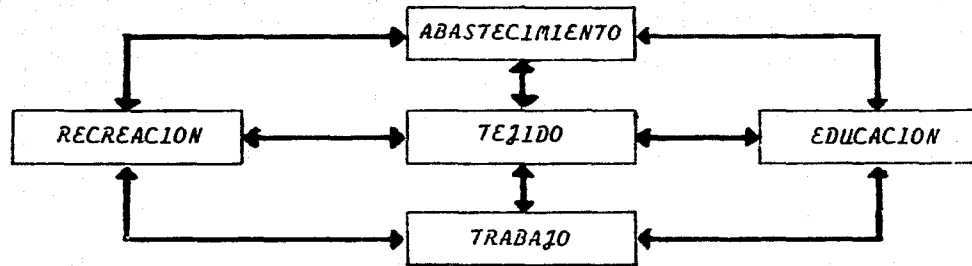 ABASTECIMIENTO
RECREACION
TEJIDO
EDUCACION
TRABAJO